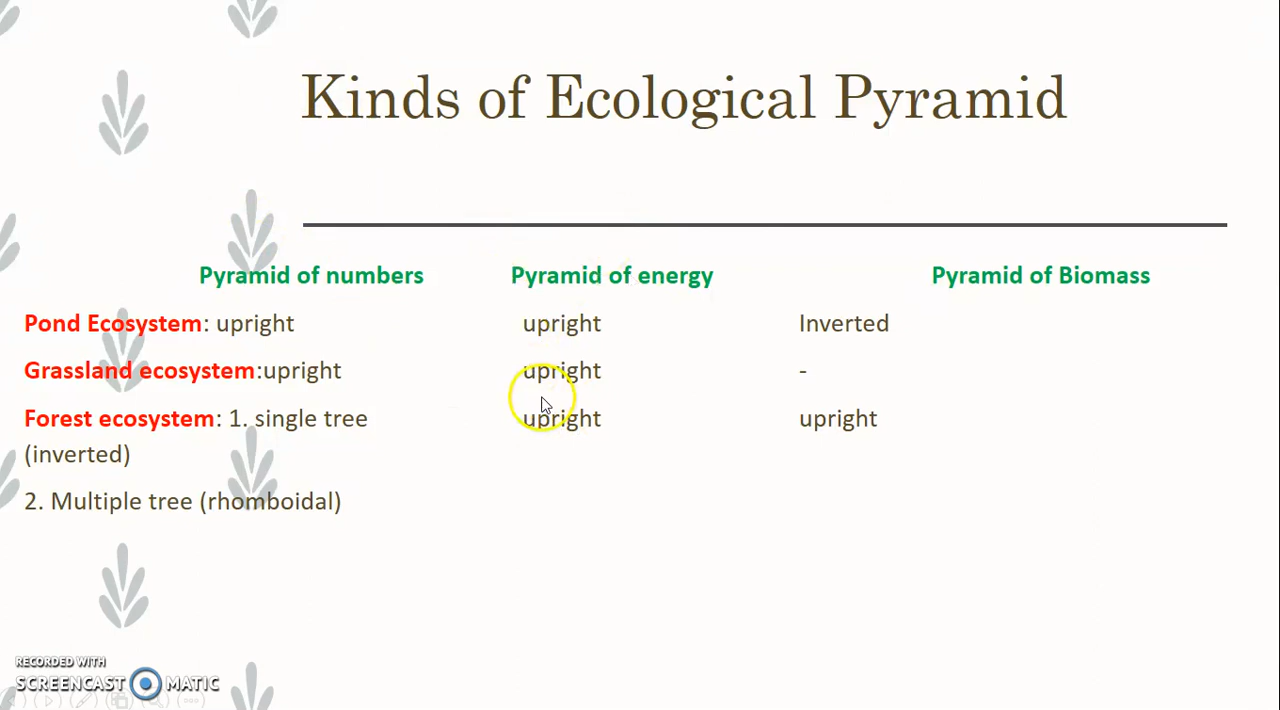 Kinds of Ecological Pyramid
Pyramid of numbers Pyramid of energy Pyramid of Biomass
Pond Ecosystem: upright upright Inverted
Grassland ecosystem:upright upright -
Forest ecosystem: 1. single tree upright upright
(inverted)
2. Multiple tree (rhomboidal)
RECORDED WITH
SCREENCAST MATIC